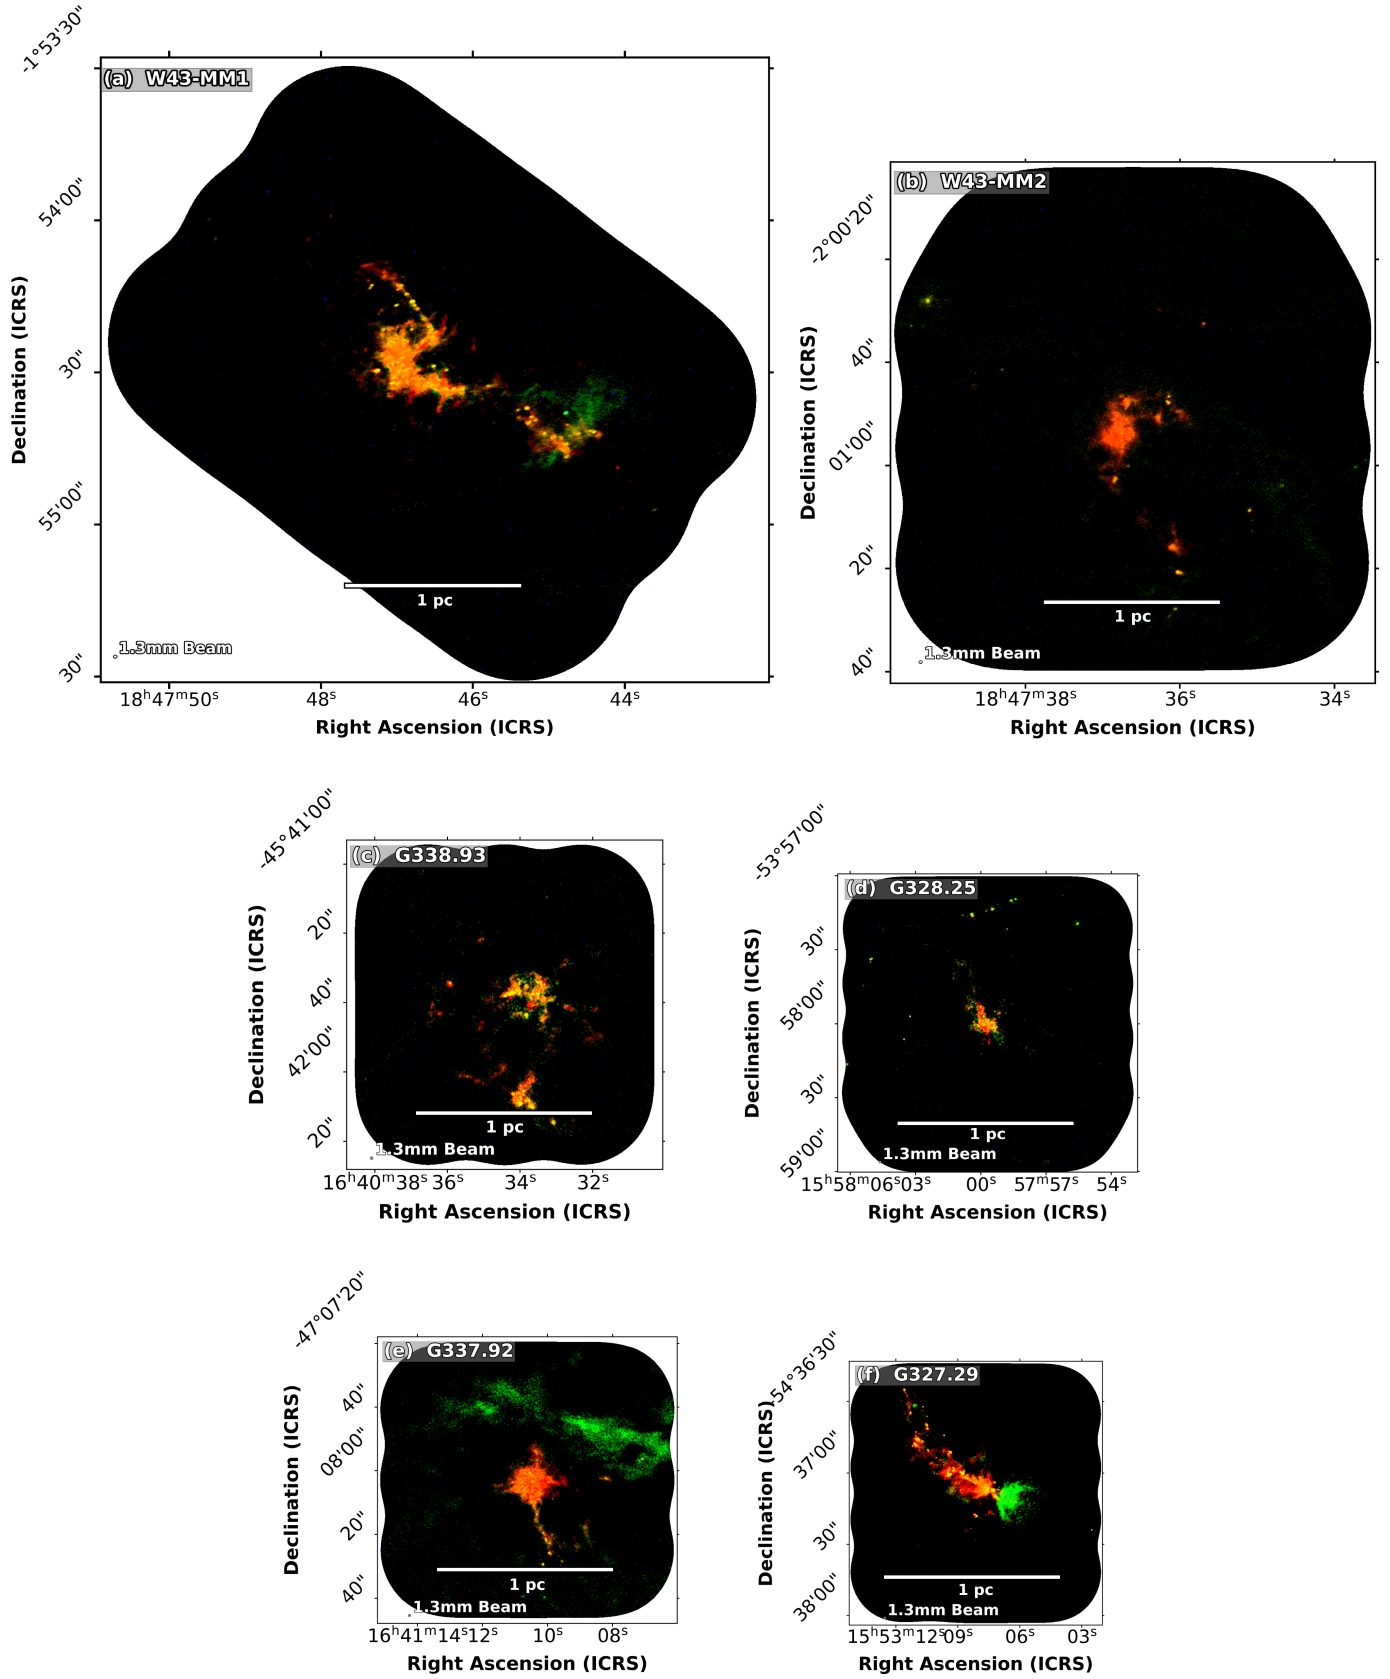 -1°53'30"
(a) W43-MM1
54'00"
30"
55'00"
30"
Declination (ICRS)
1 pc
1.3mm Beam
18ʰ47ᵐ50ˢ 48ˢ 46ˢ 44ˢ
Right Ascension (ICRS)
(b) W43-MM2
-2°00'20"
40"
01'00"
20"
40"
Declination (ICRS)
1 pc
1.3mm Beam
18ʰ47ᵐ38ˢ 36ˢ 34ˢ
Right Ascension (ICRS)
-45°41'00"
(c) G338.93
20"
40"
42'00"
20"
Declination (ICRS)
1 pc
1.3mm Beam
16ʰ40ᵐ38ˢ 36ˢ 34ˢ 32ˢ
Right Ascension (ICRS)
-53°57'00"
(d) G328.25
30"
58'00"
30"
59'00"
Declination (ICRS)
1 pc
1.3mm Beam
15ʰ58ᵐ06ˢ03ˢ 00ˢ 57ᵐ57ˢ 54ˢ
Right Ascension (ICRS)
-47°07'20"
(e) G337.92
40"
08'00"
20"
40"
Declination (ICRS)
1 pc
1.3mm Beam
16ʰ41ᵐ14ˢ12ˢ 10ˢ 08ˢ
Right Ascension (ICRS)
-54°36'30"
(f) G327.29
37'00"
30"
38'00"
Declination (ICRS)
1 pc
1.3mm Beam
15ʰ53ᵐ12ˢ09ˢ 06ˢ 03ˢ
Right Ascension (ICRS)